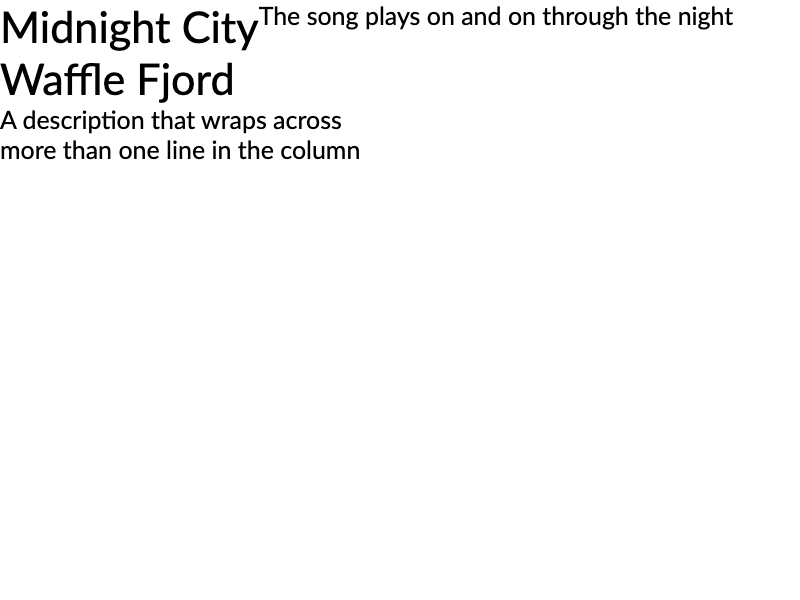 Midnight City
The song plays on and on through the night
Waffle Fjord
A description that wraps across
more than one line in the column